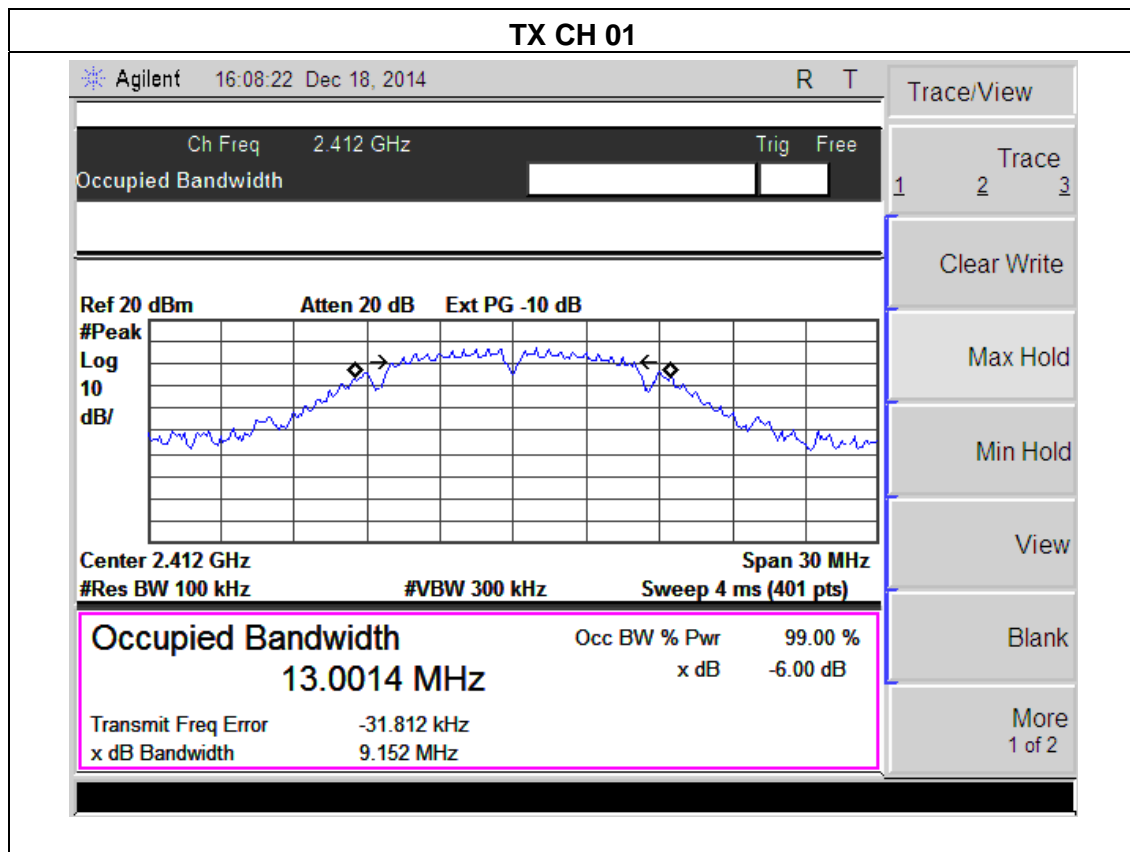 TX CH 01
Agilent 16:08:22 Dec 18, 2014 R T
Trace/View
Ch Freq 2.412 GHz Trig Free
Occupied Bandwidth
Trace
1 2 3
Clear Write
Ref 20 dBm Atten 20 dB Ext PG -10 dB
#Peak
Log
10
dB/
Max Hold
Min Hold
View
Center 2.412 GHz Span 30 MHz
#Res BW 100 kHz #VBW 300 kHz Sweep 4 ms (401 pts)
Occupied Bandwidth Occ BW % Pwr 99.00 %
13.0014 MHz x dB -6.00 dB
Blank
Transmit Freq Error -31.812 kHz
x dB Bandwidth 9.152 MHz
More
1 of 2